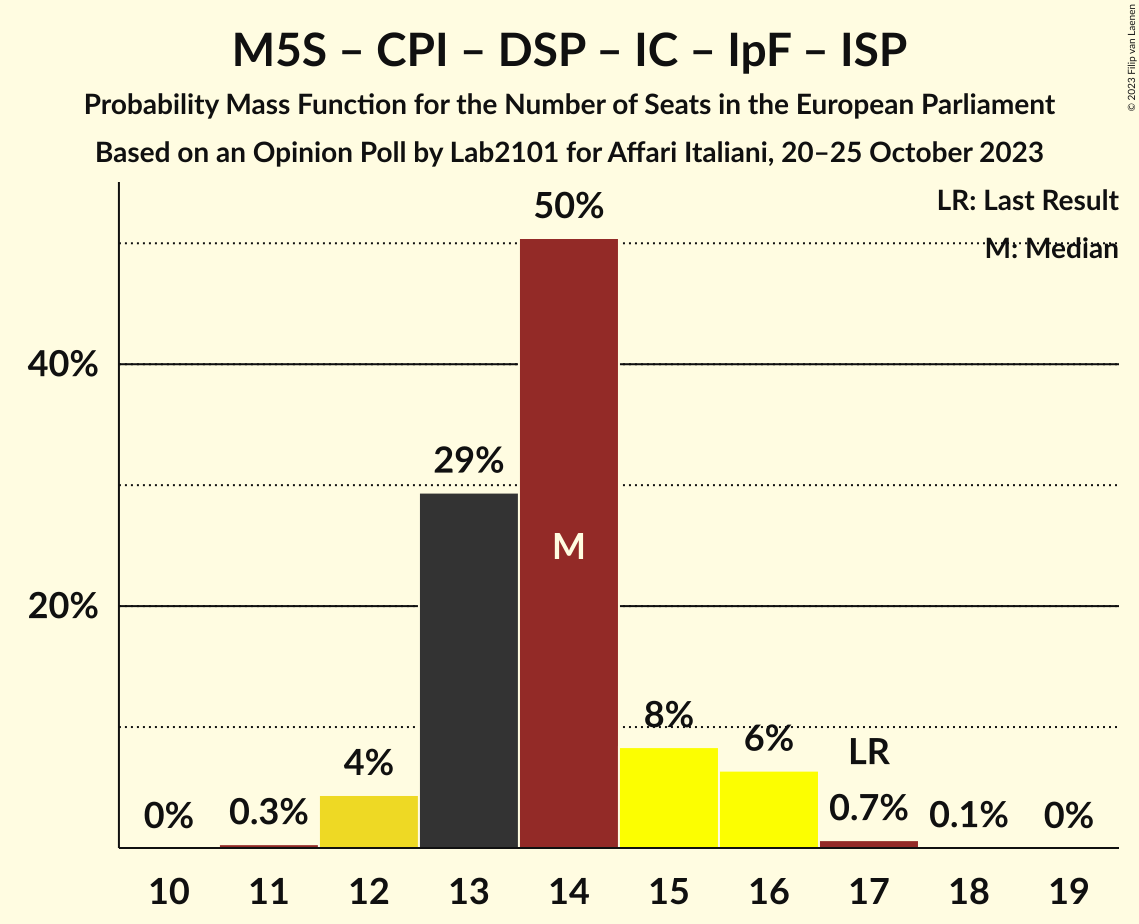 M5S – CPI – DSP – IC – IpF – ISP
Probability Mass Function for the Number of Seats in the European Parliament
Based on an Opinion Poll by Lab2101 for Affari Italiani, 20–25 October 2023
© 2023 Filip van Laenen
LR: Last Result
M: Median
50%
40%
29%
M
20%
8%
6%
LR
4%
0%
0.3%
0.7%
0.1%
0%
10 11 12 13 14 15 16 17 18 19